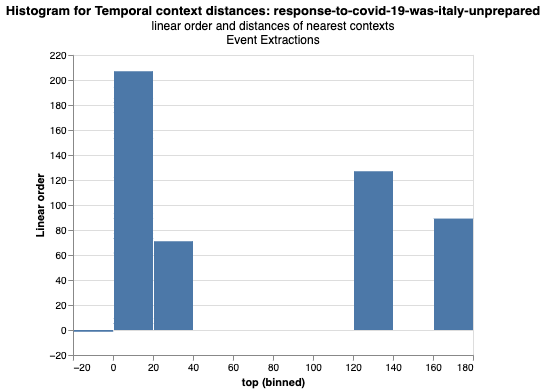 Histogram for Temporal context distances: response-to-covid-19-was-italy-unprepared
linear order and distances of nearest contexts
Event Extractions
220
200
180
160
140
120
100
80
60
40
20
0
−20
Linear order
−20 0 20 40 60 80 100 120 140 160 180
top (binned)